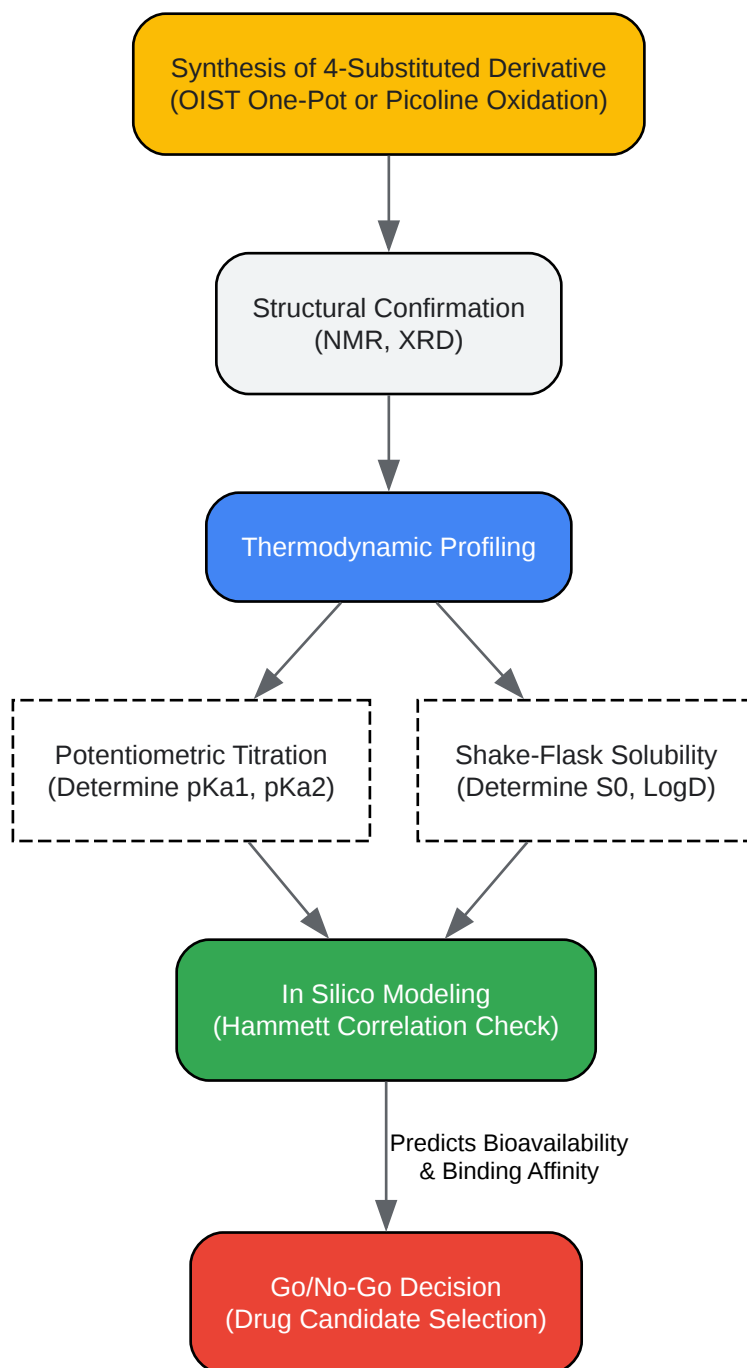 Synthesis of 4-Substituted Derivative
(OIST One-Pot or Picoline Oxidation)
Structural Confirmation
(NMR, XRD)
Thermodynamic Profiling
Potentiometric Titration
(Determine pKa1, pKa2)
Shake-Flask Solubility
(Determine S0, LogD)
In Silico Modeling
(Hammett Correlation Check)
Predicts Bioavailability
& Binding Affinity
Go/No-Go Decision
(Drug Candidate Selection)